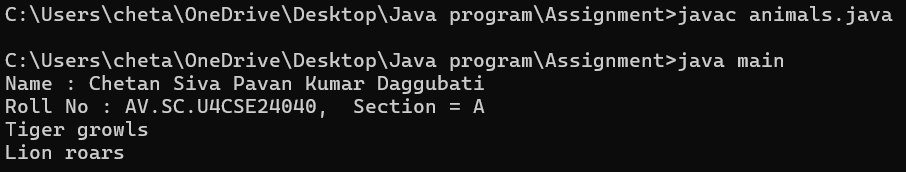 C:\Users\cheta\OneDrive\Desktop\Java program\Assignment>javac animals.java
C:\Users\cheta\OneDrive\Desktop\Java program\Assignment>java main
Name : Chetan Siva Pavan Kumar Daggubati
Roll No : AV.SC.U4CSE24040,  Section = A
Tiger growls
Lion roars